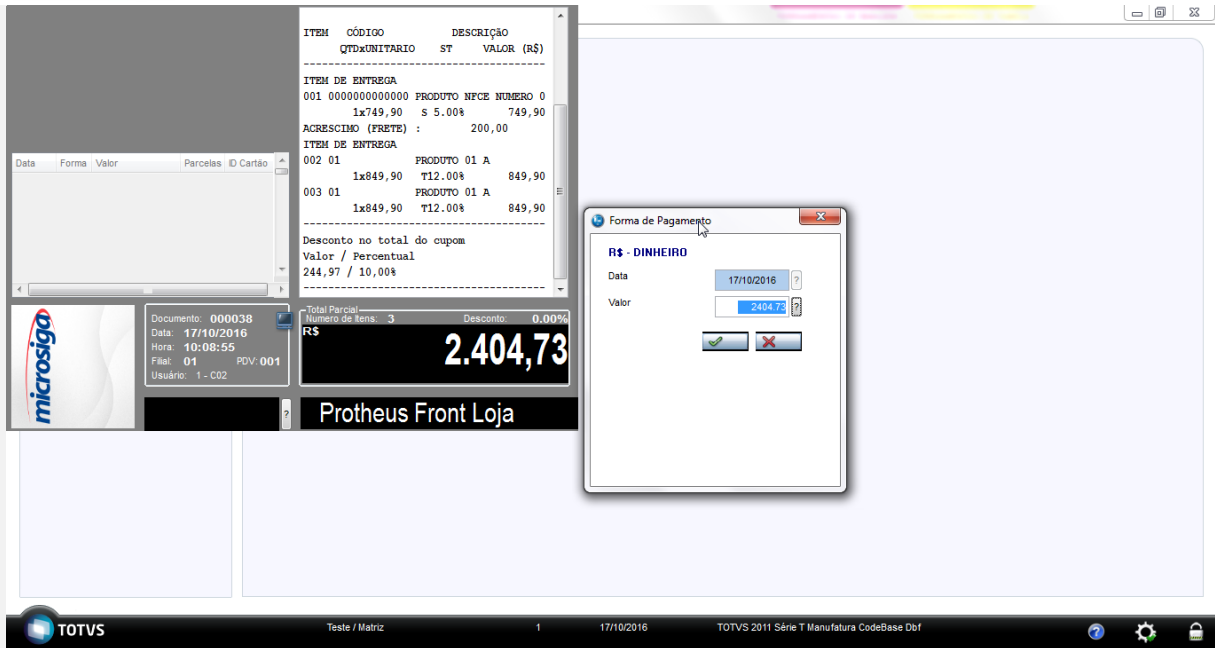 ITEM CÓDIGO DESCRIÇÃO
QTDxUNITARIO ST VALOR (R$)
------------------------------------------------
ITEM DE ENTREGA
001 0000000000000 PRODUTO NFCE NUMERO 0
1x749,90 S 5.00% 749,90
ACRESCIMO (FRETE) : 200,00
ITEM DE ENTREGA
002 01 PRODUTO 01 A
1x849,90 T12.00% 849,90
003 01 PRODUTO 01 A
1x849,90 T12.00% 849,90
------------------------------------------------
Desconto no total do cupom
Valor / Percentual
244,97 / 10,00%
------------------------------------------------
Data Forma Valor Parcelas ID Cartão
microsiga
Documento: 000038
Data: 17/10/2016
Hora: 10:08:55
Filial: 01 PDV: 001
Usuário: 1 - C02
?
Total Parcial
Número de Itens: 3 Desconto: 0.00%
R$
2.404,73
Protheus Front Loja
Forma de Pagamento
R$ - DINHEIRO
Data 17/10/2016 ?
Valor 2404.73 ?
TOTVS Teste / Matriz 1 17/10/2016 TOTVS 2011 Série T Manufatura CodeBase Dbf ?